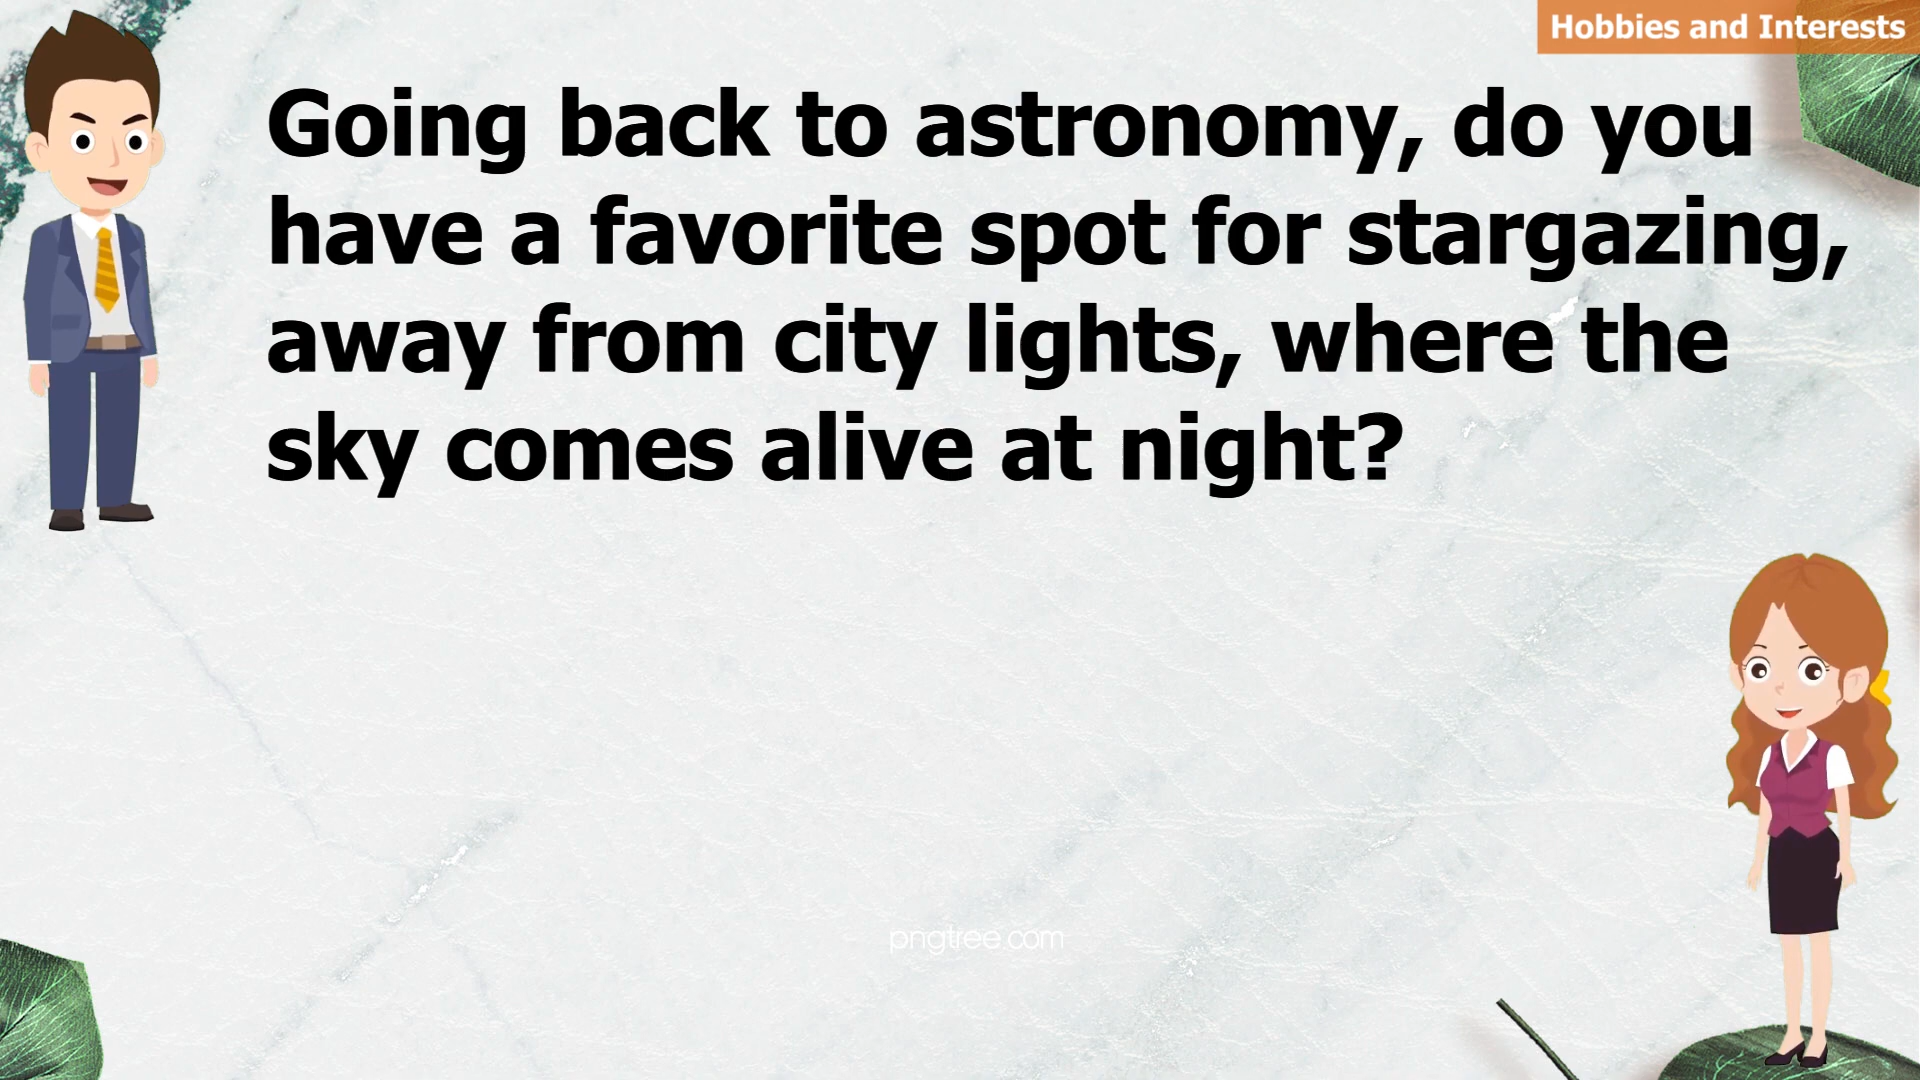 Hobbies and Interests
Going back to astronomy, do you
have a favorite spot for stargazing,
away from city lights, where the
sky comes alive at night?
pngtree.com